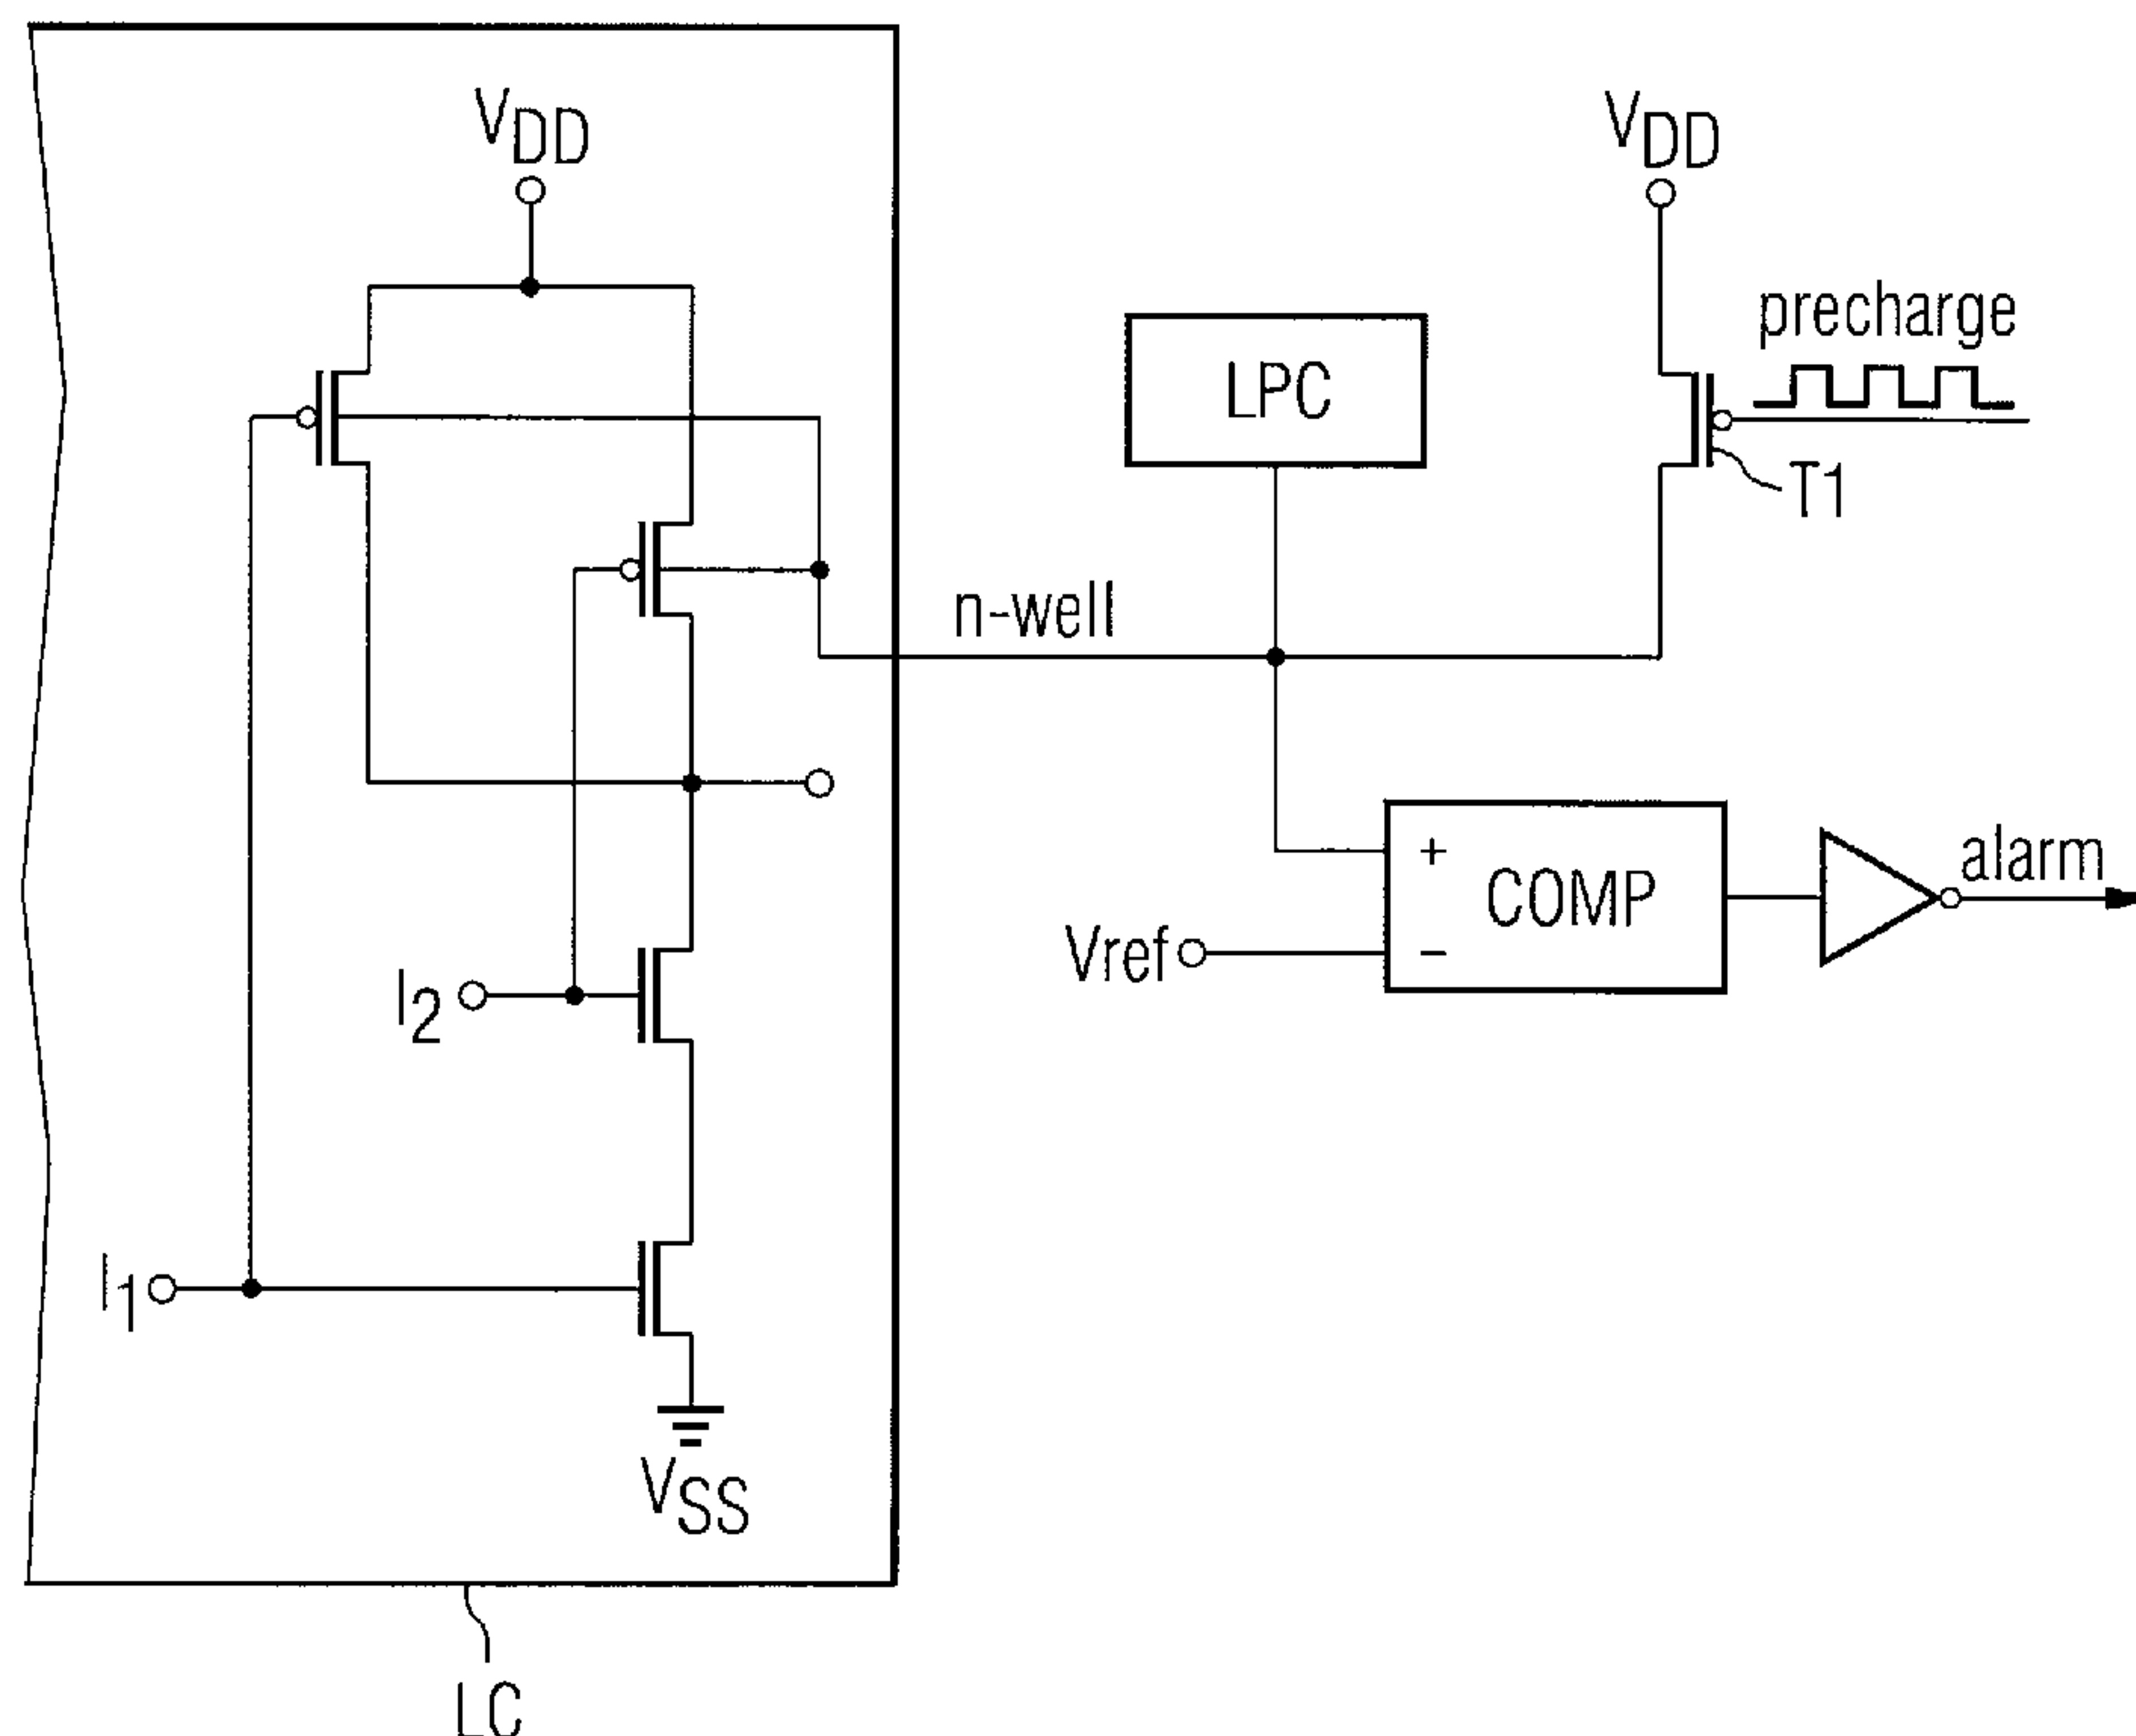 VDD
VDD
precharge
LPC
T1
n-well
+
COMP
alarm
Vref
−
I2
I1
VSS
LC